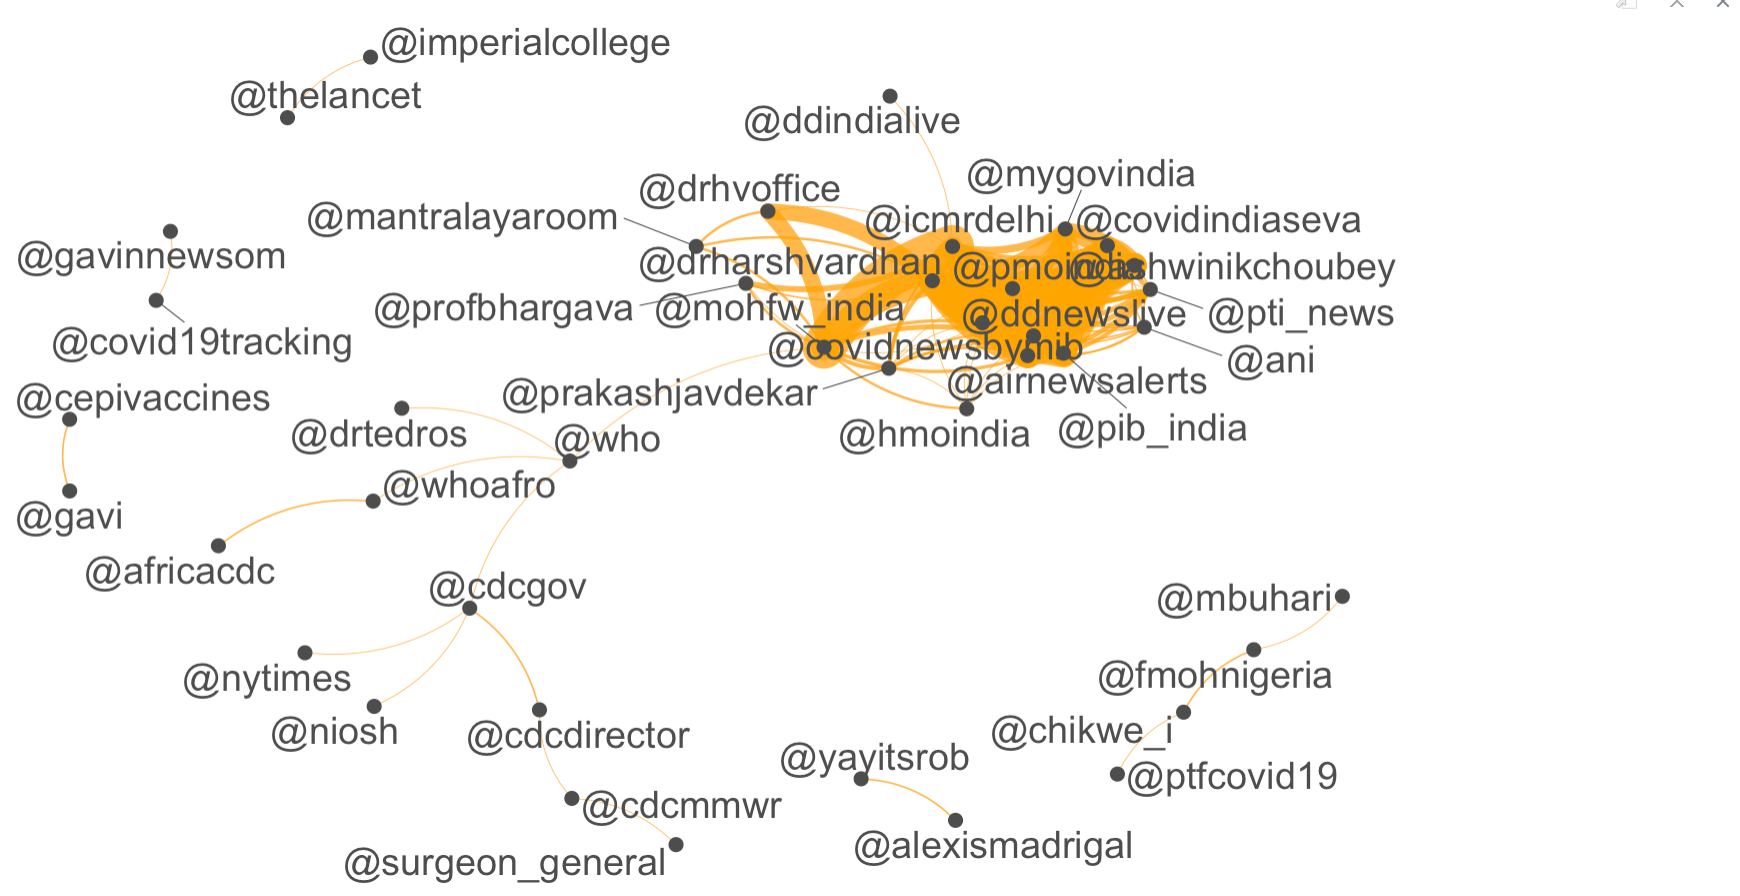 @imperialcollege
@thelancet
@ddindialive
@mygovindia
@drhvoffice
@mantralayaroom
@icmrdelhi
@covidindiaseva
@gavinnewsom
@drharshvardhan
@pmoindia
@ashwinikchoubey
@profbhargava
@mohfw_india
@ddnewslive
@pti_news
@covid19tracking
@covidnewsbymib
@ani
@cepivaccines
@prakashjavdekar
@airnewsalerts
@drtedros
@who
@hmoindia
@pib_india
@whoafro
@gavi
@africacdc
@cdcgov
@mbuhari
@nytimes
@fmohnigeria
@niosh
@cdcdirector
@chikwe_i
@yayitsrob
@ptfcovid19
@cdcmmwr
@alexismadrigal
@surgeon_general